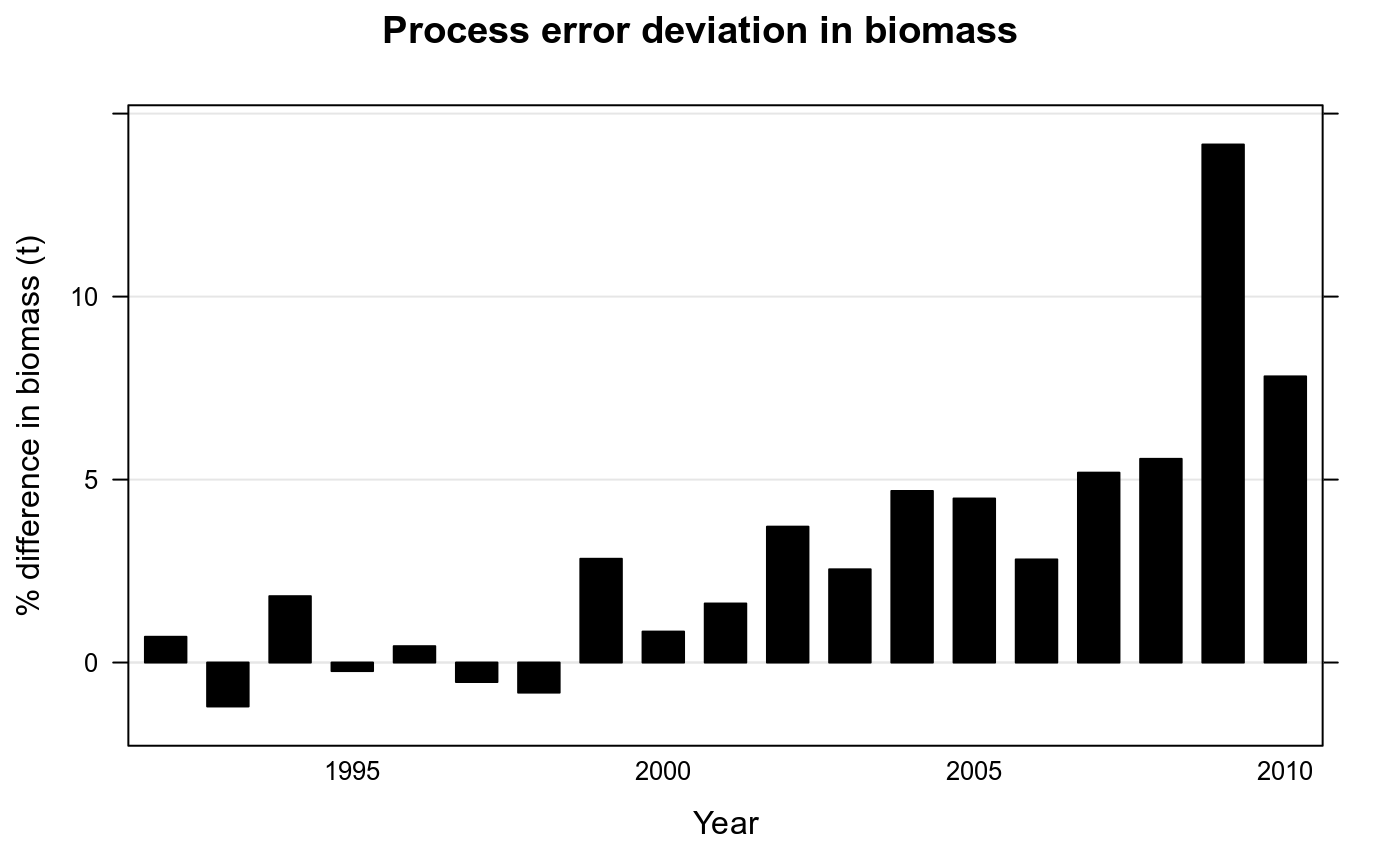 Process error deviation in biomass
% difference in biomass (t)
10
5
0
1995 2000 2005 2010
Year